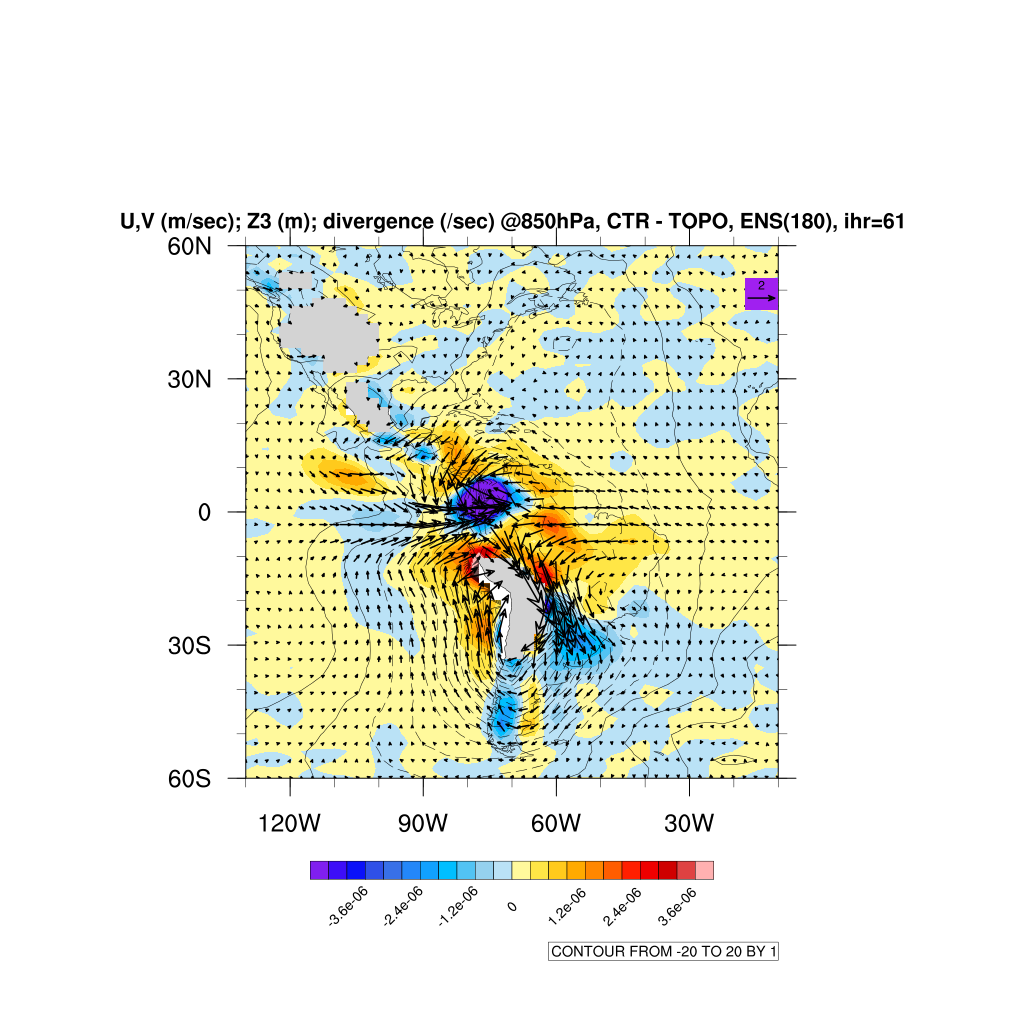 U,V (m/sec); Z3 (m); divergence (/sec) @850hPa, CTR - TOPO, ENS(180), ihr=61
60N
2
30N
0
30S
60S
120W 90W 60W 30W
-3.6e-06 -2.4e-06 -1.2e-06 0 1.2e-06 2.4e-06 3.6e-06
CONTOUR FROM -20 TO 20 BY 1